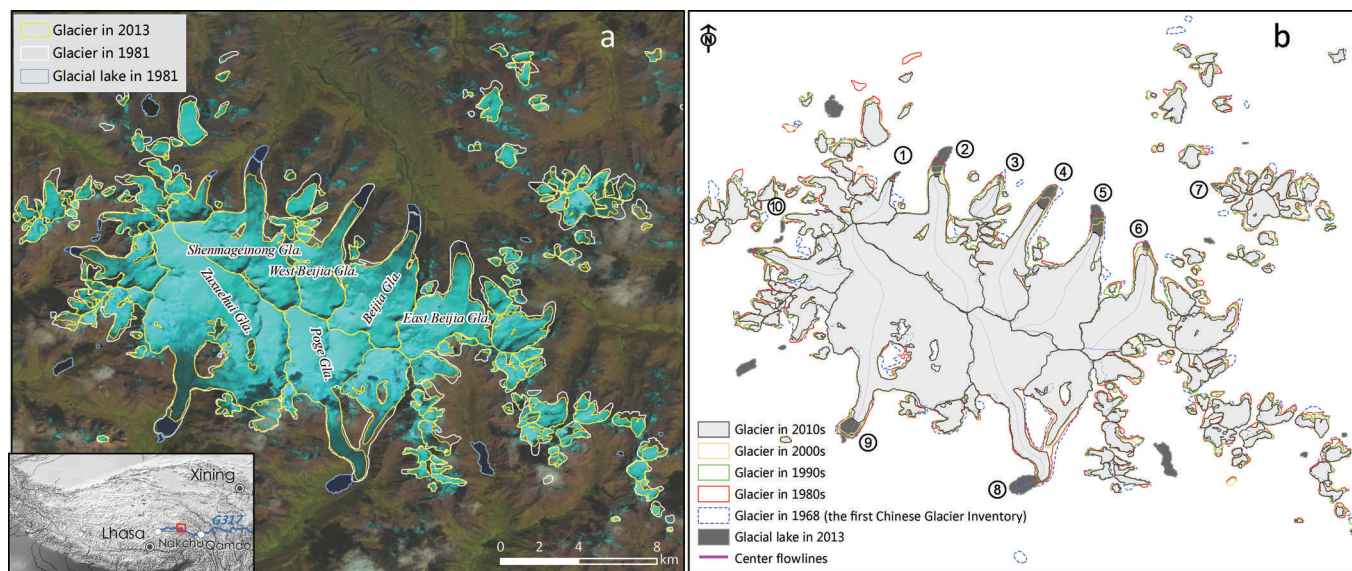 Glacier in 2013
Glacier in 1981
Glacial lake in 1981
a
Shenmageinong Gla.
West Beijia Gla.
Zuxuehui Gla.
Beijia Gla.
Poge Gla.
East Beijia Gla.
Xining
G317
Lhasa
Nakchu
Qamdo
0 2 4 8
km
N
b
1
2
3
4
5
6
7
10
9
8
Glacier in 2010s
Glacier in 2000s
Glacier in 1990s
Glacier in 1980s
Glacier in 1968 (the first Chinese Glacier Inventory)
Glacial lake in 2013
Center flowlines